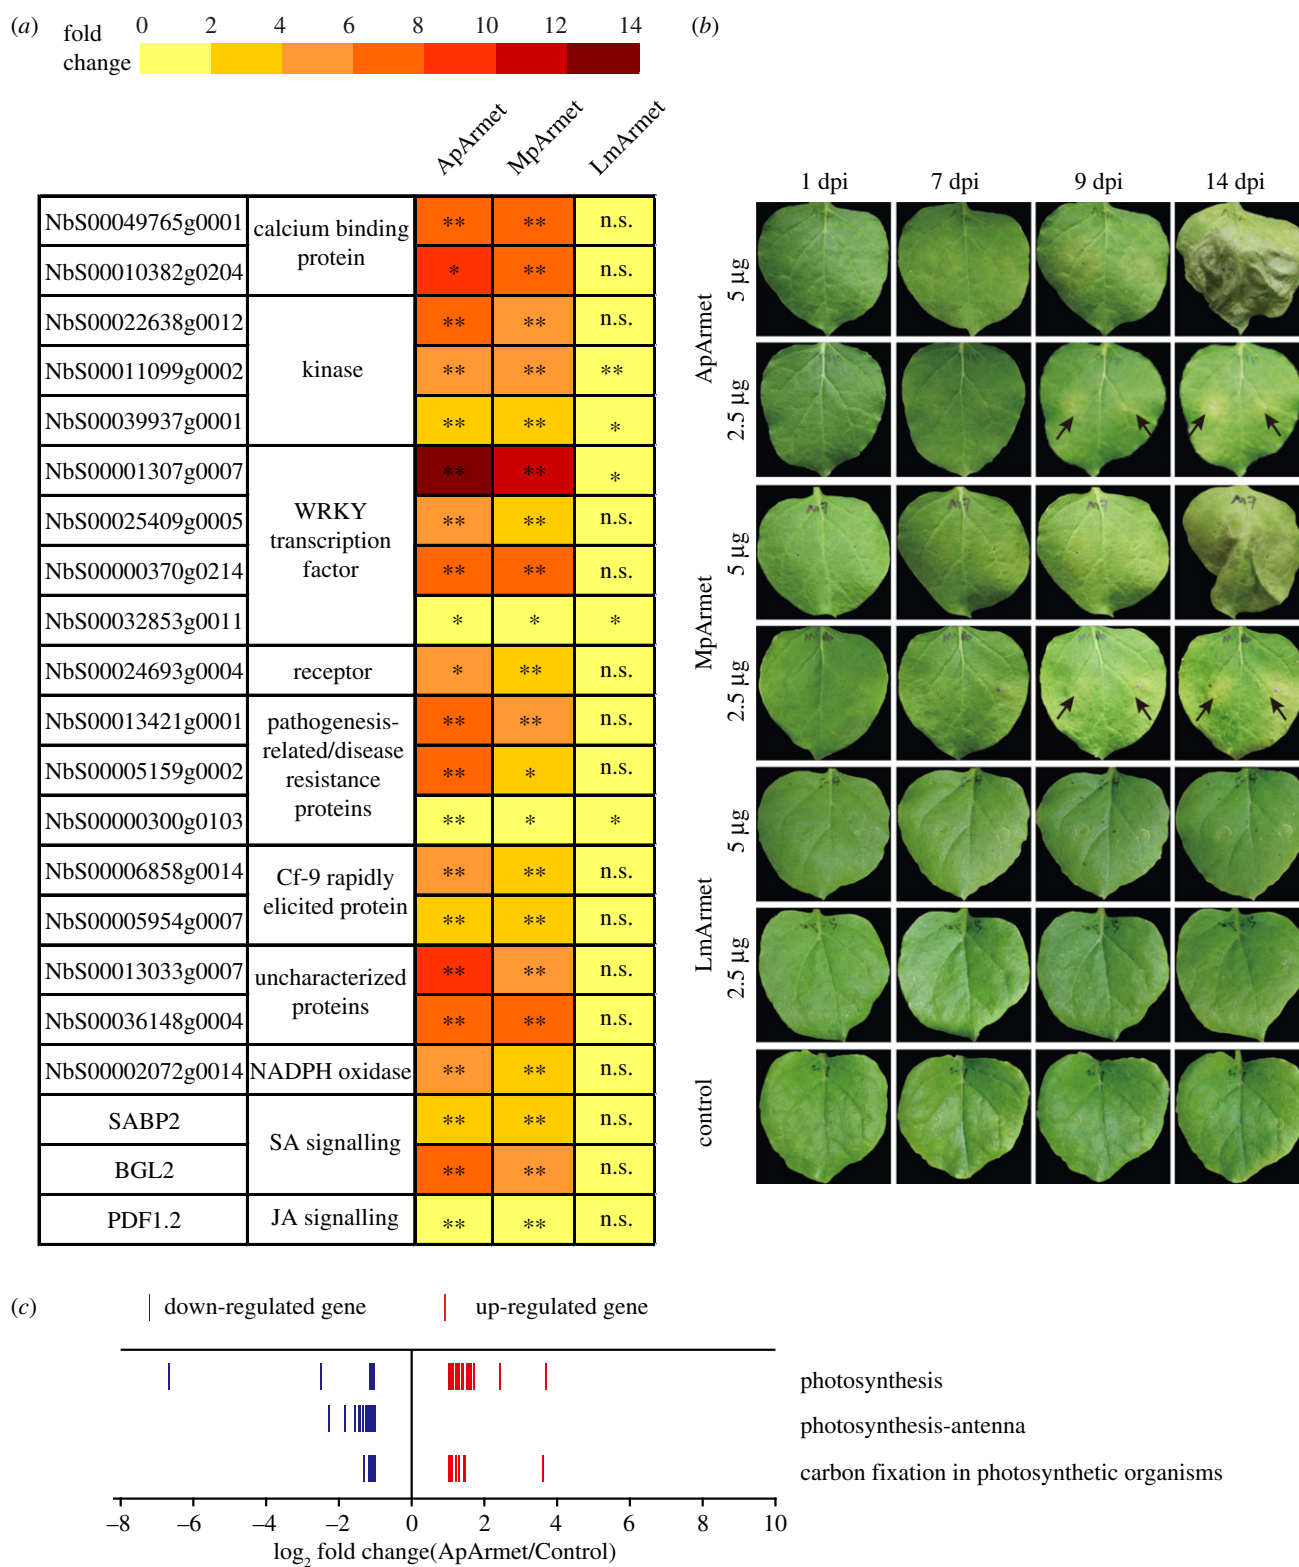 (a)
fold
change
0 2 4 6 8 10 12 14
ApArmet MpArmet LmArmet
NbS00049765g0001 calcium binding protein ** ** n.s.
NbS00010382g0204 * ** n.s.
NbS00022638g0012 kinase ** ** n.s.
NbS00011099g0002 ** ** **
NbS00039937g0001 ** ** *
NbS00001307g0007 WRKY transcription factor ** ** *
NbS00025409g0005 ** ** n.s.
NbS00000370g0214 ** ** n.s.
NbS00032853g0011 * * *
NbS00024693g0004 receptor * ** n.s.
NbS00013421g0001 pathogenesis-related/disease resistance proteins ** ** n.s.
NbS00005159g0002 ** * n.s.
NbS00000300g0103 ** * *
NbS00006858g0014 Cf-9 rapidly elicited protein ** ** n.s.
NbS00005954g0007 ** ** n.s.
NbS00013033g0007 uncharacterized proteins ** ** n.s.
NbS00036148g0004 ** ** n.s.
NbS00002072g0014 NADPH oxidase ** ** n.s.
SABP2 SA signalling ** ** n.s.
BGL2 ** ** n.s.
PDF1.2 JA signalling ** ** n.s.
(b)
1 dpi 7 dpi 9 dpi 14 dpi
ApArmet
5 µg
2.5 µg
MpArmet
5 µg
2.5 µg
LmArmet
5 µg
2.5 µg
control
(c)
down-regulated gene up-regulated gene
photosynthesis
photosynthesis-antenna
carbon fixation in photosynthetic organisms
–8 –6 –4 –2 0 2 4 6 8 10
log2 fold change(ApArmet/Control)